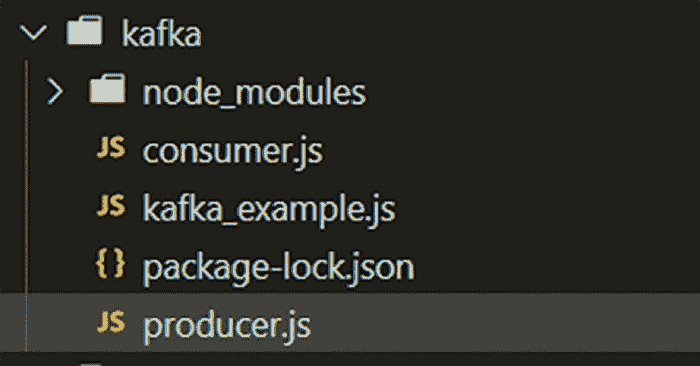 kafka
node_modules
JS consumer.js
JS kafka_example.js
{} package-lock.json
JS producer.js